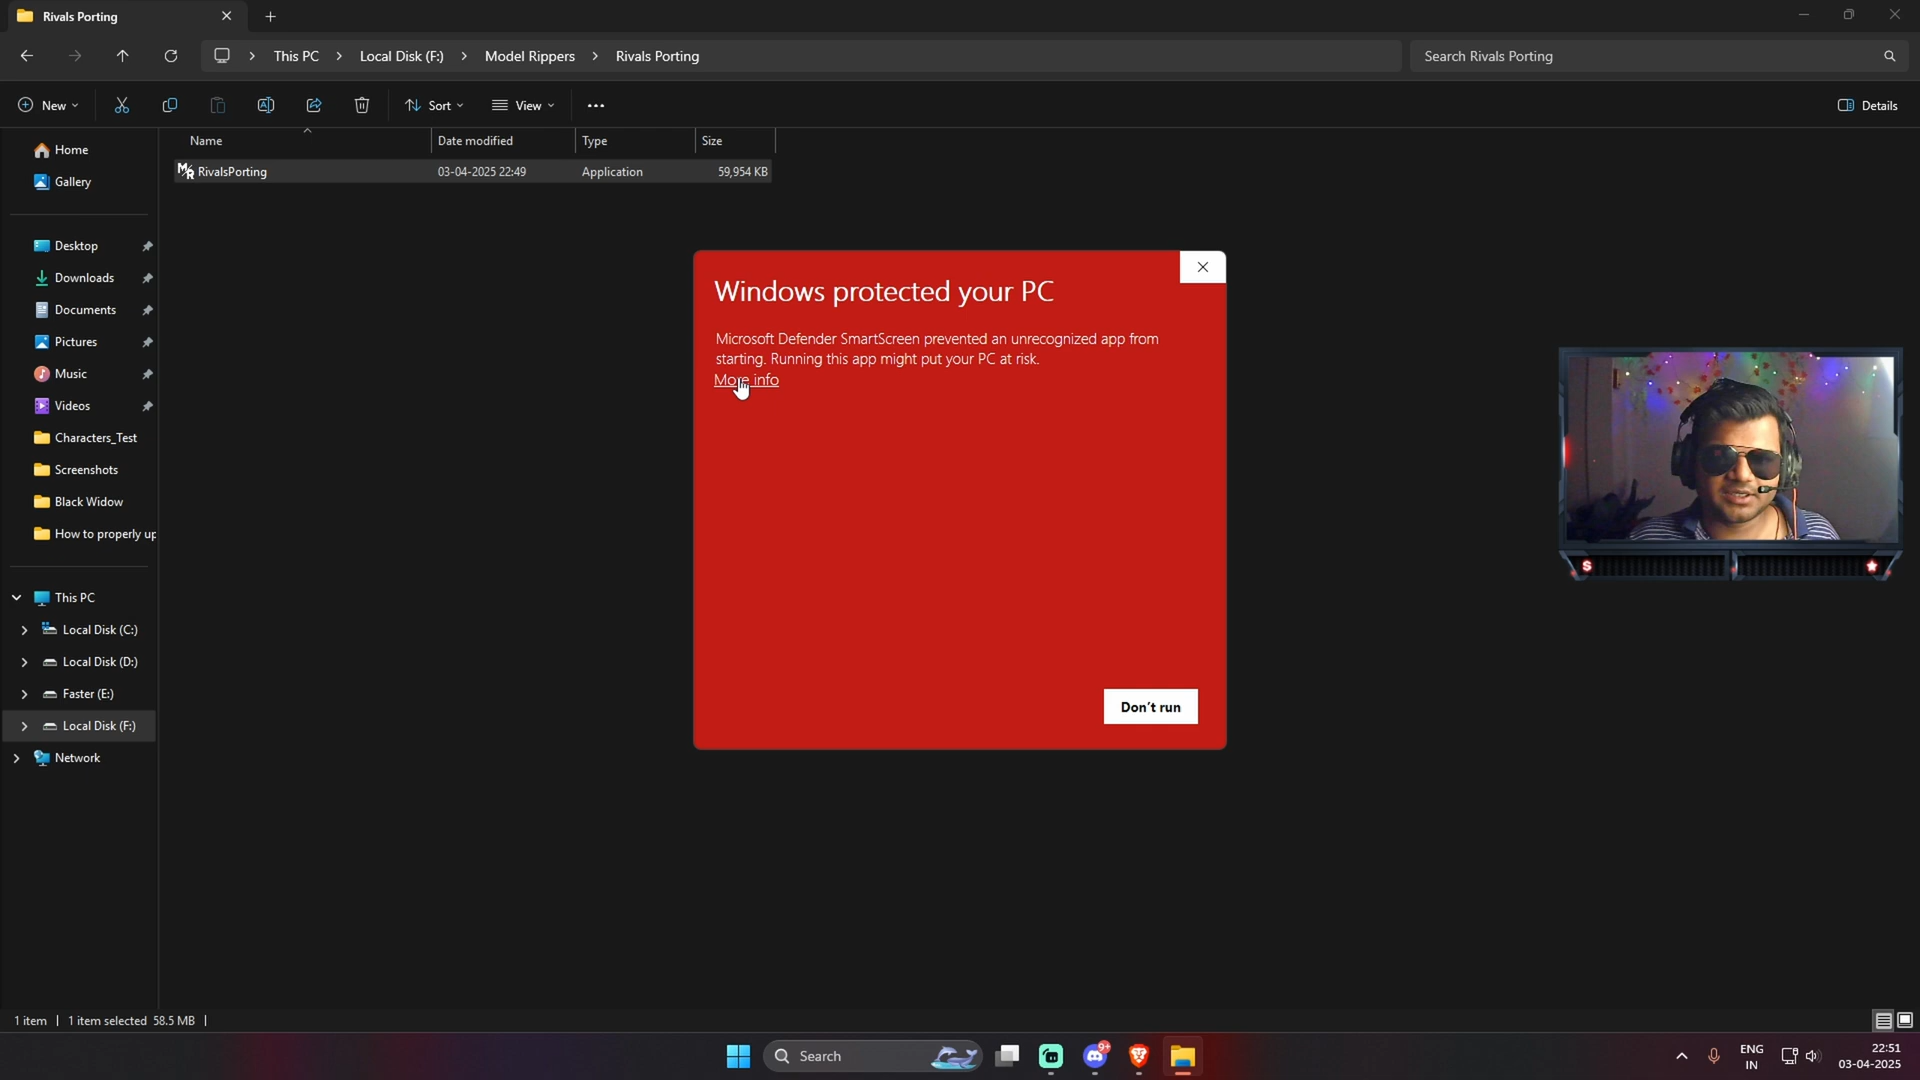 Rivals Porting
This PC
Local Disk (F:)
Model Rippers
Rivals Porting
Search Rivals Porting
New
Sort
View
Details
Name
Date modified
Type
Size
RivalsPorting
03-04-2025 22:49
Application
59,954 KB
Home
Gallery
Desktop
Downloads
Documents
Pictures
Music
Videos
Characters_Test
Screenshots
Black Widow
How to properly up
This PC
Local Disk (C:)
Local Disk (D:)
Faster (E:)
Local Disk (F:)
Network
Windows protected your PC
Microsoft Defender SmartScreen prevented an unrecognized app from
starting. Running this app might put your PC at risk.
More info
Don't run
S
1 item
1 item selected 58.5 MB
Search
9+
ENG
IN
22:51
03-04-2025